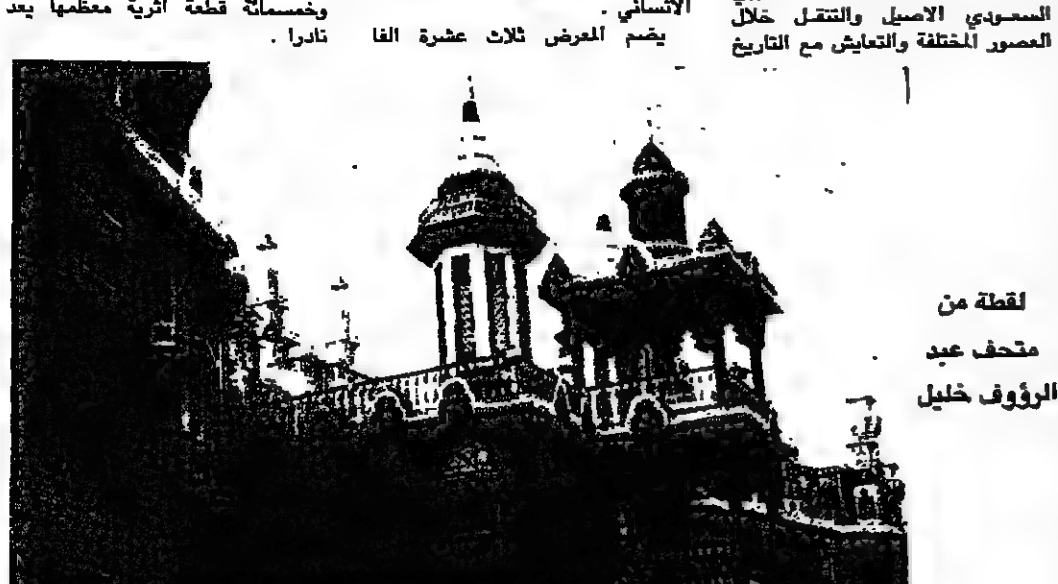 السعودي الاصيل والتنقل خلال
العصور المختلفة والتعايش مع التاريخ
الانساني .
يضم المعرض ثلاث عشرة الفا
وخمسمائة قطعة اثرية معظمها يعد
نادرا .
لقطة من
متحف عبد
الرؤوف خليل